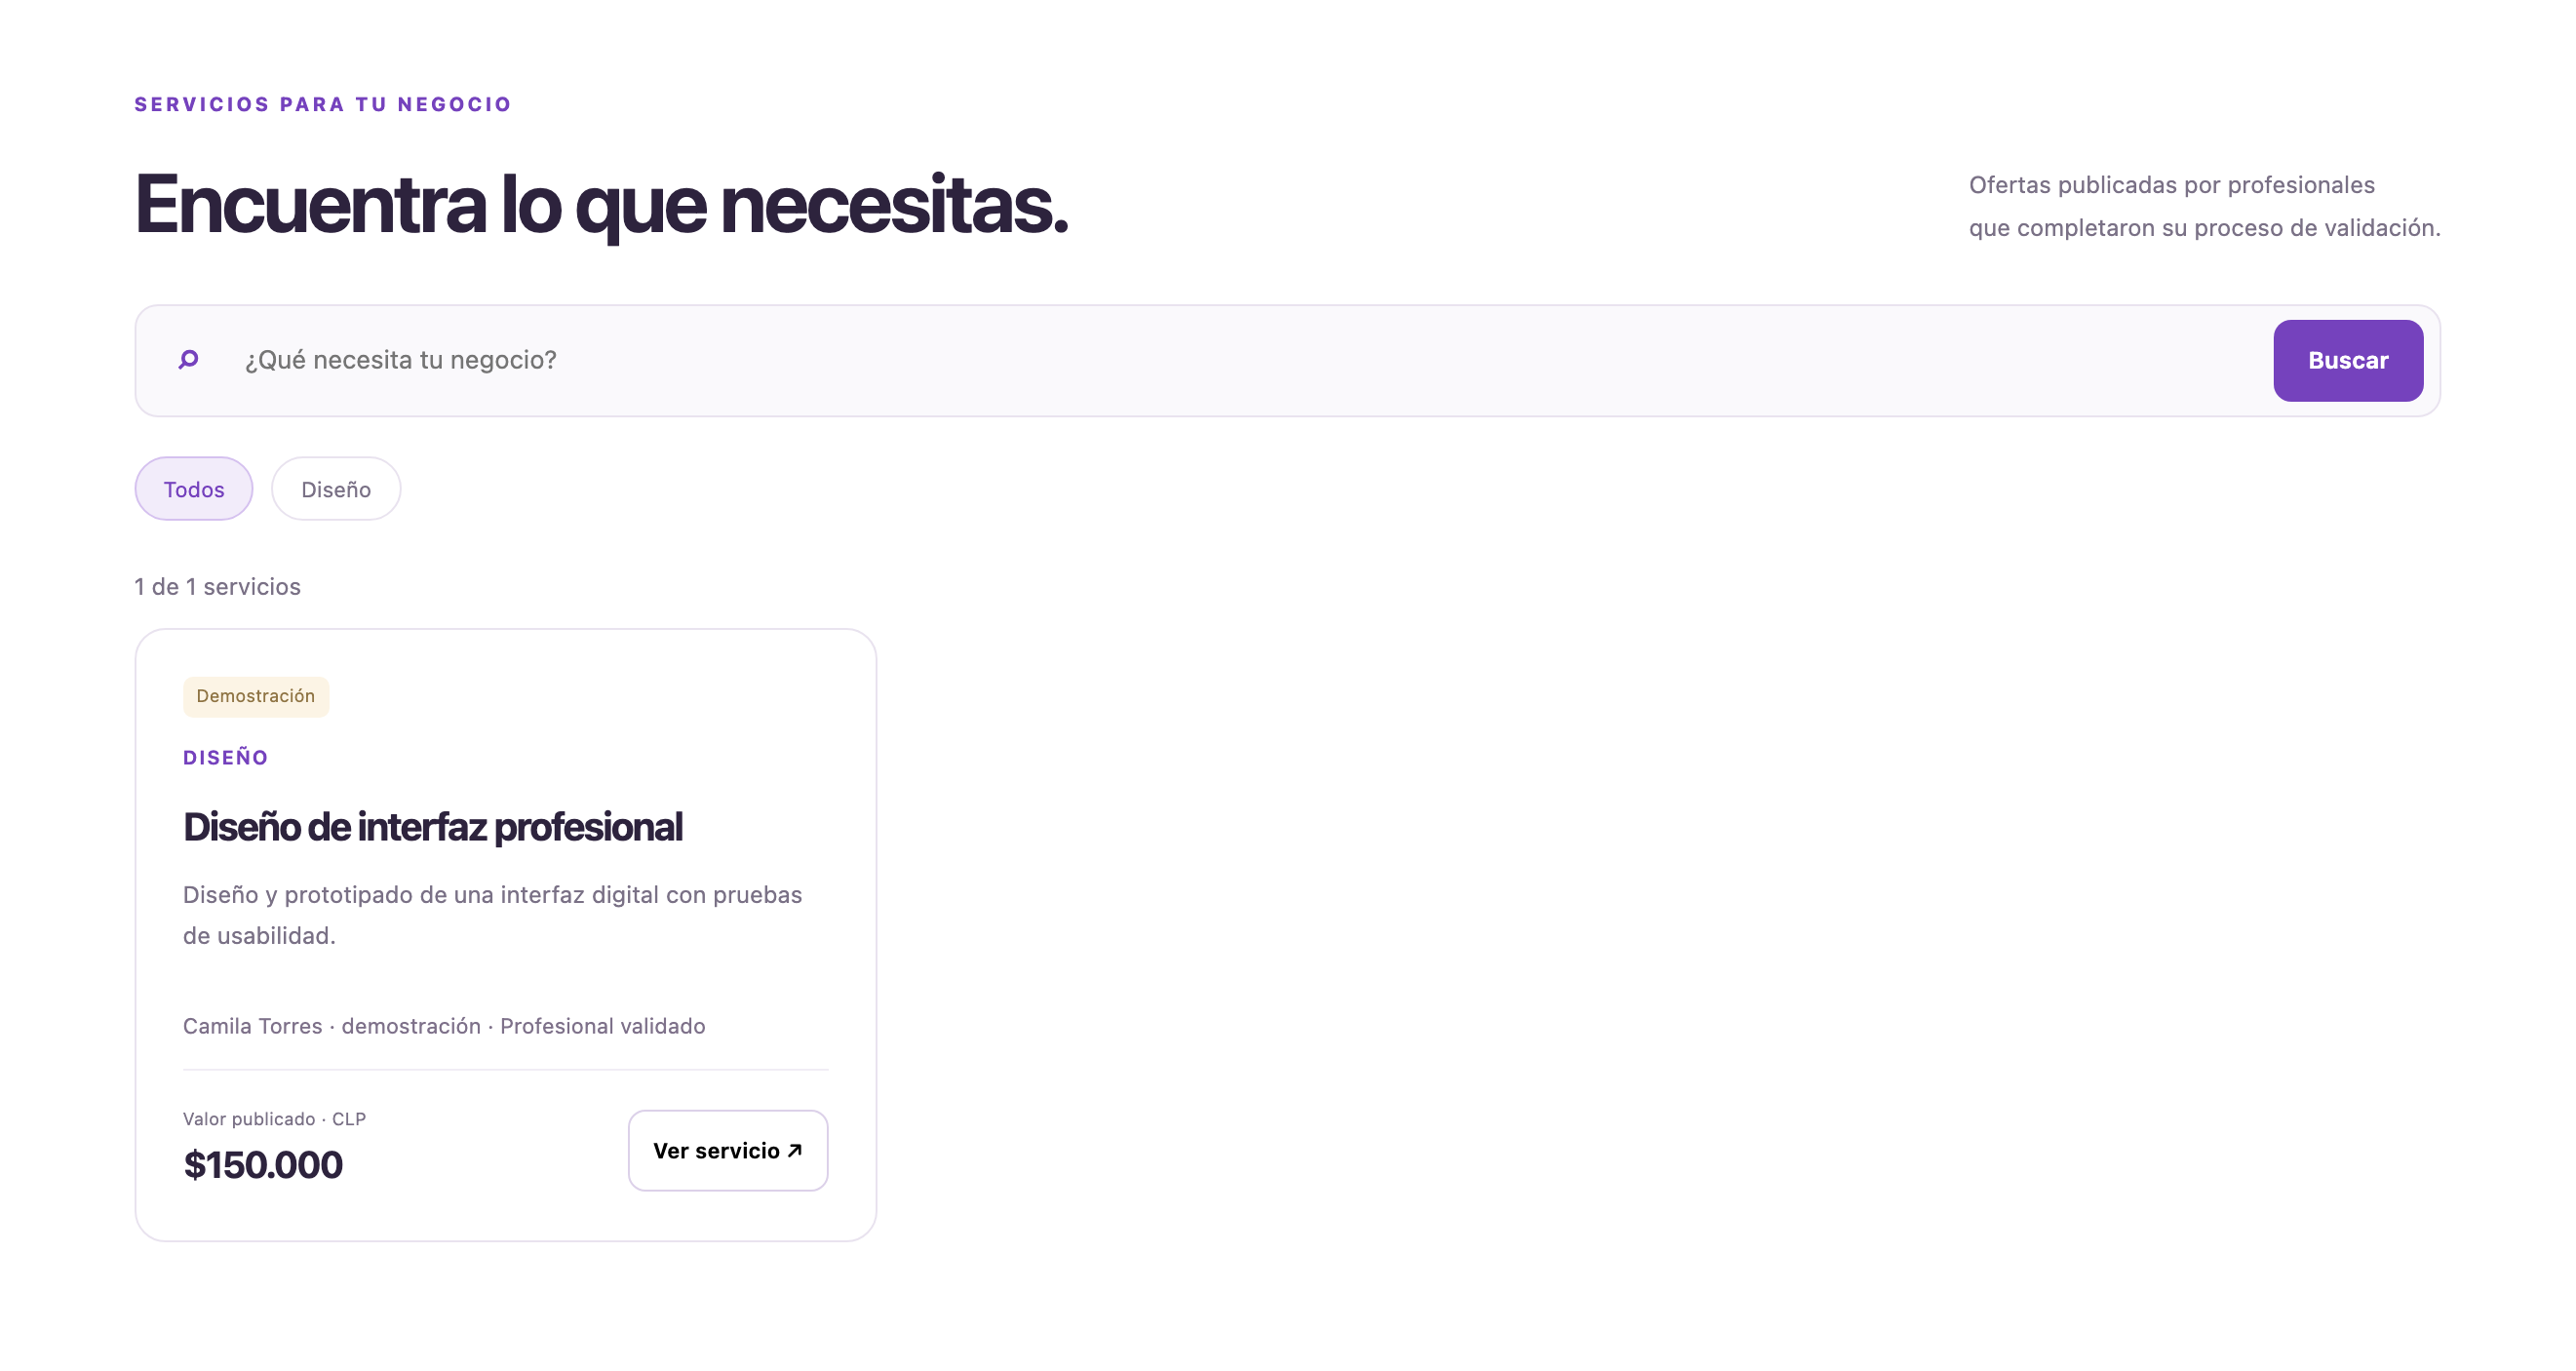 SERVICIOS PARA TU NEGOCIO
Encuentra lo que necesitas.
Ofertas publicadas por profesionales
que completaron su proceso de validación.
¿Qué necesita tu negocio?
Buscar
Todos
Diseño
1 de 1 servicios
Demostración
DISEÑO
Diseño de interfaz profesional
Diseño y prototipado de una interfaz digital con pruebas
de usabilidad.
Camila Torres · demostración · Profesional validado
Valor publicado · CLP
$150.000
Ver servicio ↗